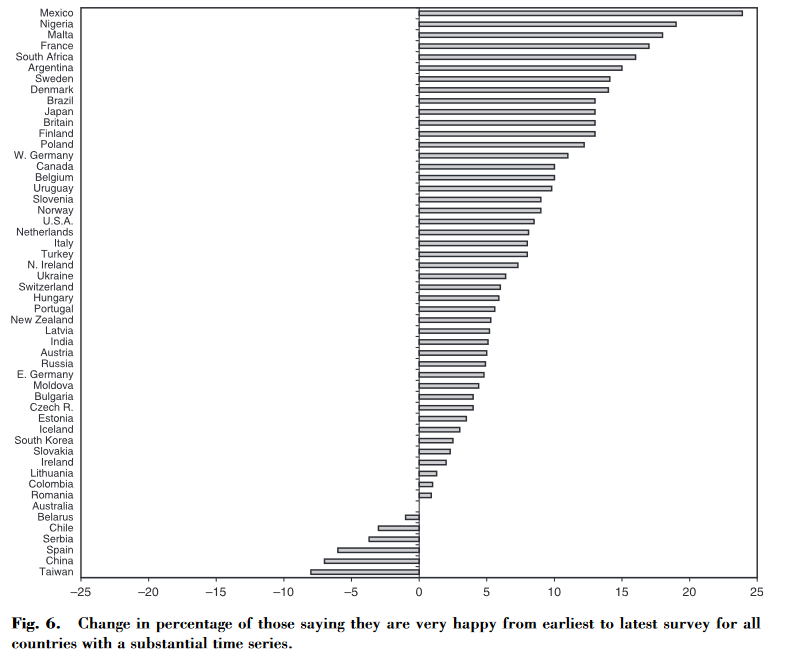 Mexico
Nigeria
Malta
France
South Africa
Argentina
Sweden
Denmark
Brazil
Japan
Britain
Finland
Poland
W. Germany
Canada
Belgium
Uruguay
Slovenia
Norway
U.S.A.
Netherlands
Italy
Turkey
N. Ireland
Ukraine
Switzerland
Hungary
Portugal
New Zealand
Latvia
India
Austria
Russia
E. Germany
Moldova
Bulgaria
Czech R.
Estonia
Iceland
South Korea
Slovakia
Ireland
Lithuania
Colombia
Romania
Australia
Belarus
Chile
Serbia
Spain
China
Taiwan
−25 −20 −15 −10 −5 0 5 10 15 20 25
Fig. 6. Change in percentage of those saying they are very happy from earliest to latest survey for all
countries with a substantial time series.